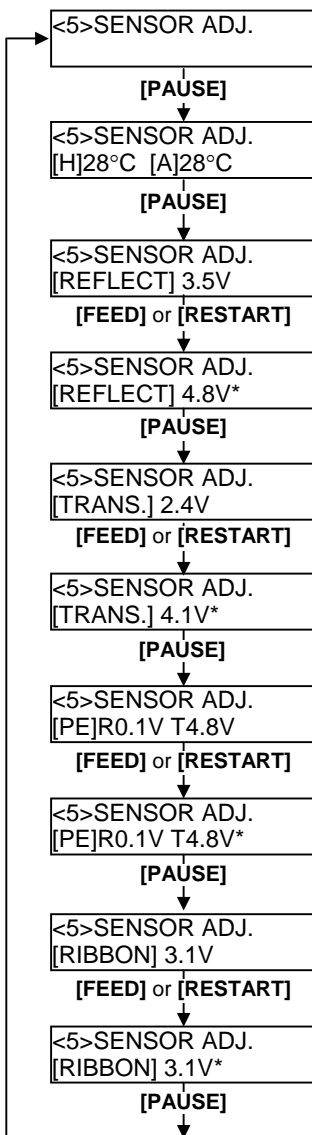 <5>SENSOR ADJ.
[PAUSE]
<5>SENSOR ADJ.
[H]28°C [A]28°C
[PAUSE]
<5>SENSOR ADJ.
[REFLECT] 3.5V
[FEED] or [RESTART]
<5>SENSOR ADJ.
[REFLECT] 4.8V*
[PAUSE]
<5>SENSOR ADJ.
[TRANS.] 2.4V
[FEED] or [RESTART]
<5>SENSOR ADJ.
[TRANS.] 4.1V*
[PAUSE]
<5>SENSOR ADJ.
[PE]R0.1V T4.8V
[FEED] or [RESTART]
<5>SENSOR ADJ.
[PE]R0.1V T4.8V*
[PAUSE]
<5>SENSOR ADJ.
[RIBBON] 3.1V
[FEED] or [RESTART]
<5>SENSOR ADJ.
[RIBBON] 3.1V*
[PAUSE]